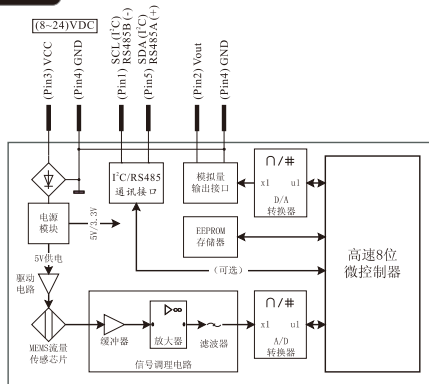 (8~24)VDC
(Pin3) VCC
(Pin4) GND
(Pin1) SCL(I²C) RS485B(-)
(Pin5) SDA(I²C) RS485A(+)
(Pin2) Vout
(Pin4) GND
I²C/RS485
通讯接口
模拟量
输出接口
∩/#
x1 u1
D/A
转换器
电源
模块
5V/3.3V
EEPROM
存储器
高速8位
微控制器
5V供电
(可选)
驱动
电路
∩/#
x1 u1
A/D
转换器
▷∞
缓冲器
放大器
滤波器
MEMS流量
传感芯片
信号调理电路